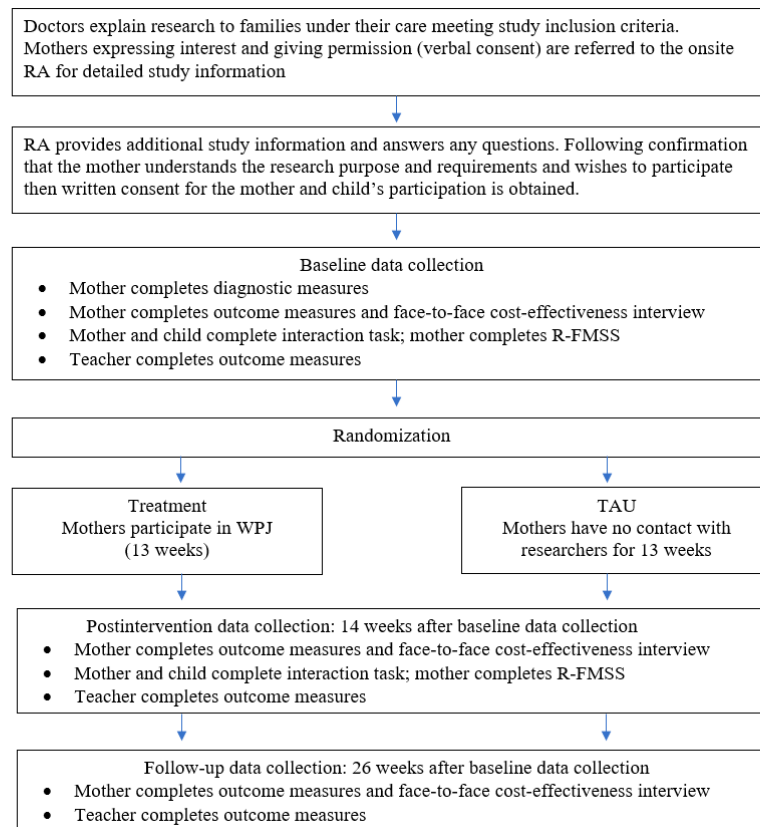 Doctors explain research to families under their care meeting study inclusion criteria.
Mothers expressing interest and giving permission (verbal consent) are referred to the onsite
RA for detailed study information
RA provides additional study information and answers any questions. Following confirmation
that the mother understands the research purpose and requirements and wishes to participate
then written consent for the mother and child’s participation is obtained.
Baseline data collection
• Mother completes diagnostic measures
• Mother completes outcome measures and face-to-face cost-effectiveness interview
• Mother and child complete interaction task; mother completes R-FMSS
• Teacher completes outcome measures
Randomization
Treatment
Mothers participate in WPJ
(13 weeks)
TAU
Mothers have no contact with
researchers for 13 weeks
Postintervention data collection: 14 weeks after baseline data collection
• Mother completes outcome measures and face-to-face cost-effectiveness interview
• Mother and child complete interaction task; mother completes R-FMSS
• Teacher completes outcome measures
Follow-up data collection: 26 weeks after baseline data collection
• Mother completes outcome measures and face-to-face cost-effectiveness interview
• Teacher completes outcome measures